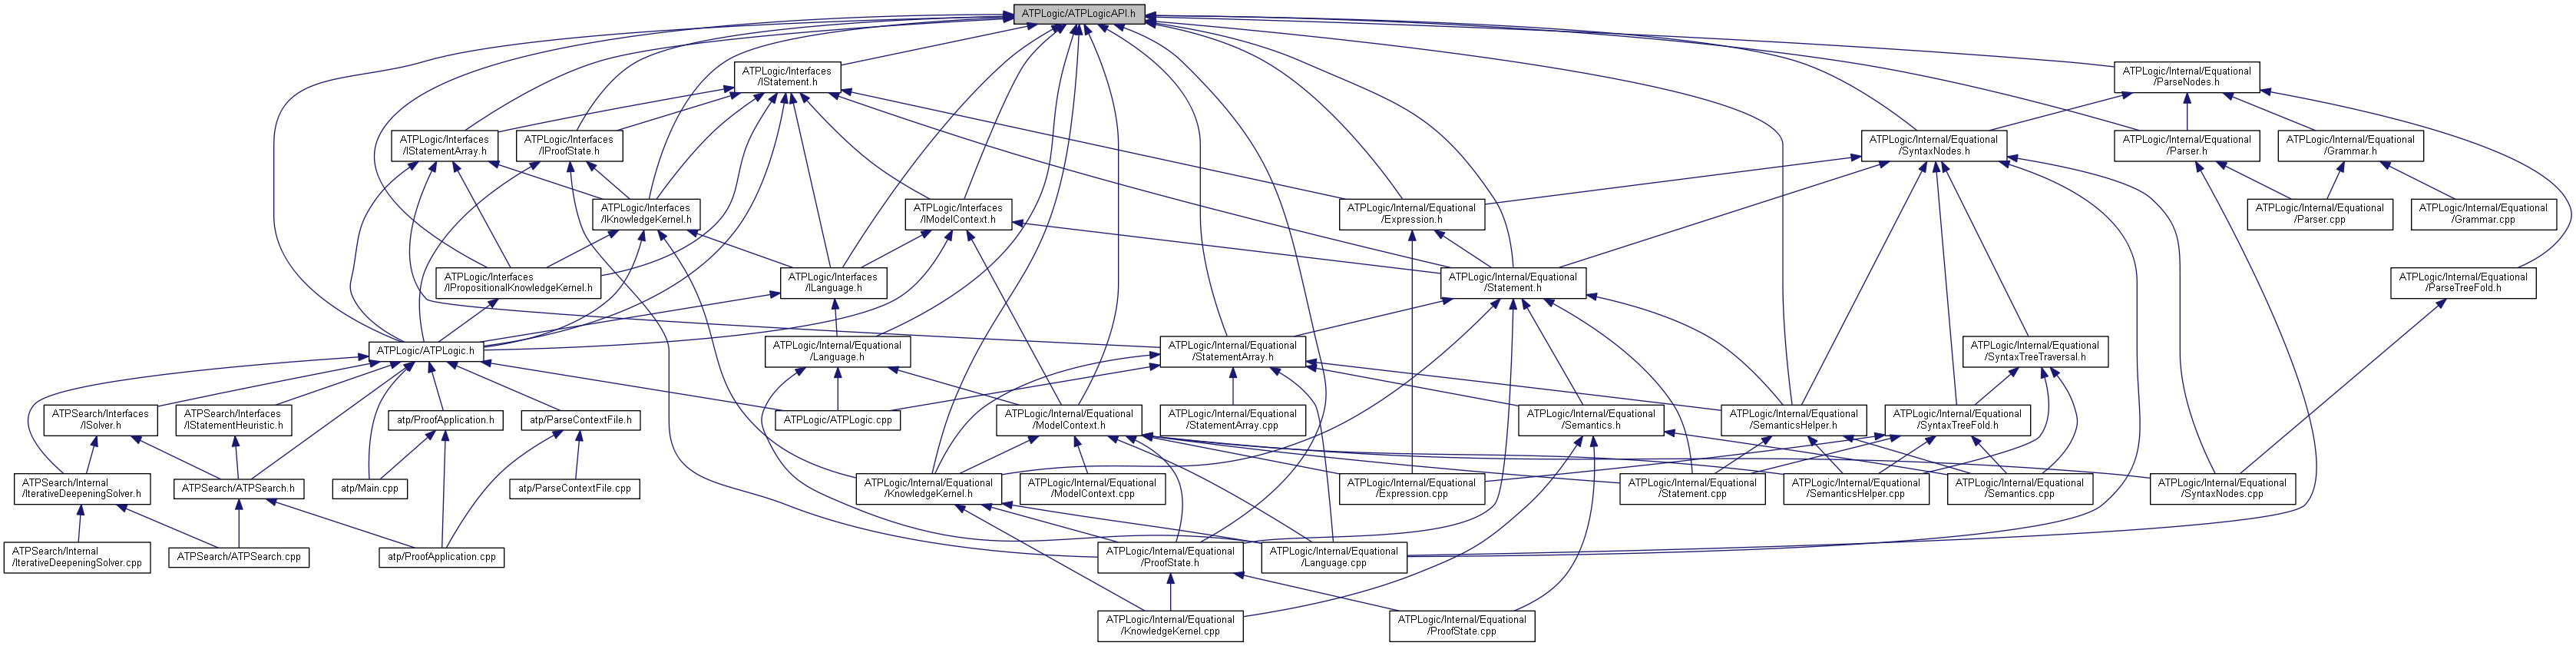 ATPLogic/ATPLogicAPI.h
ATPLogic/Interfaces
/IStatement.h
ATPLogic/Internal/Equational
/ParseNodes.h
ATPLogic/Interfaces
/IStatementArray.h
ATPLogic/Interfaces
/IProofState.h
ATPLogic/Internal/Equational
/SyntaxNodes.h
ATPLogic/Internal/Equational
/Parser.h
ATPLogic/Internal/Equational
/Grammar.h
ATPLogic/Interfaces
/IKnowledgeKernel.h
ATPLogic/Interfaces
/IModelContext.h
ATPLogic/Internal/Equational
/Expression.h
ATPLogic/Internal/Equational
/Parser.cpp
ATPLogic/Internal/Equational
/Grammar.cpp
ATPLogic/Interfaces
/IPropositionalKnowledgeKernel.h
ATPLogic/Interfaces
/ILanguage.h
ATPLogic/Internal/Equational
/Statement.h
ATPLogic/Internal/Equational
/ParseTreeFold.h
ATPLogic/ATPLogic.h
ATPLogic/Internal/Equational
/Language.h
ATPLogic/Internal/Equational
/StatementArray.h
ATPLogic/Internal/Equational
/SyntaxTreeTraversal.h
ATPSearch/Interfaces
/ISolver.h
ATPSearch/Interfaces
/IStatementHeuristic.h
atp/ProofApplication.h
atp/ParseContextFile.h
ATPLogic/ATPLogic.cpp
ATPLogic/Internal/Equational
/ModelContext.h
ATPLogic/Internal/Equational
/StatementArray.cpp
ATPLogic/Internal/Equational
/Semantics.h
ATPLogic/Internal/Equational
/SemanticsHelper.h
ATPLogic/Internal/Equational
/SyntaxTreeFold.h
ATPSearch/Internal
/IterativeDeepeningSolver.h
ATPSearch/ATPSearch.h
atp/Main.cpp
atp/ParseContextFile.cpp
ATPLogic/Internal/Equational
/KnowledgeKernel.h
ATPLogic/Internal/Equational
/ModelContext.cpp
ATPLogic/Internal/Equational
/Expression.cpp
ATPLogic/Internal/Equational
/Statement.cpp
ATPLogic/Internal/Equational
/SemanticsHelper.cpp
ATPLogic/Internal/Equational
/Semantics.cpp
ATPLogic/Internal/Equational
/SyntaxNodes.cpp
ATPSearch/Internal
/IterativeDeepeningSolver.cpp
ATPSearch/ATPSearch.cpp
atp/ProofApplication.cpp
ATPLogic/Internal/Equational
/ProofState.h
ATPLogic/Internal/Equational
/Language.cpp
ATPLogic/Internal/Equational
/KnowledgeKernel.cpp
ATPLogic/Internal/Equational
/ProofState.cpp